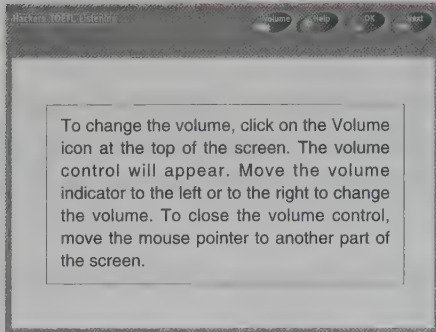 Hackers TOEFL Listening
Volume Help OK Next
To change the volume, click on the Volume
icon at the top of the screen. The volume
control will appear. Move the volume
indicator to the left or to the right to change
the volume. To close the volume control,
move the mouse pointer to another part of
the screen.